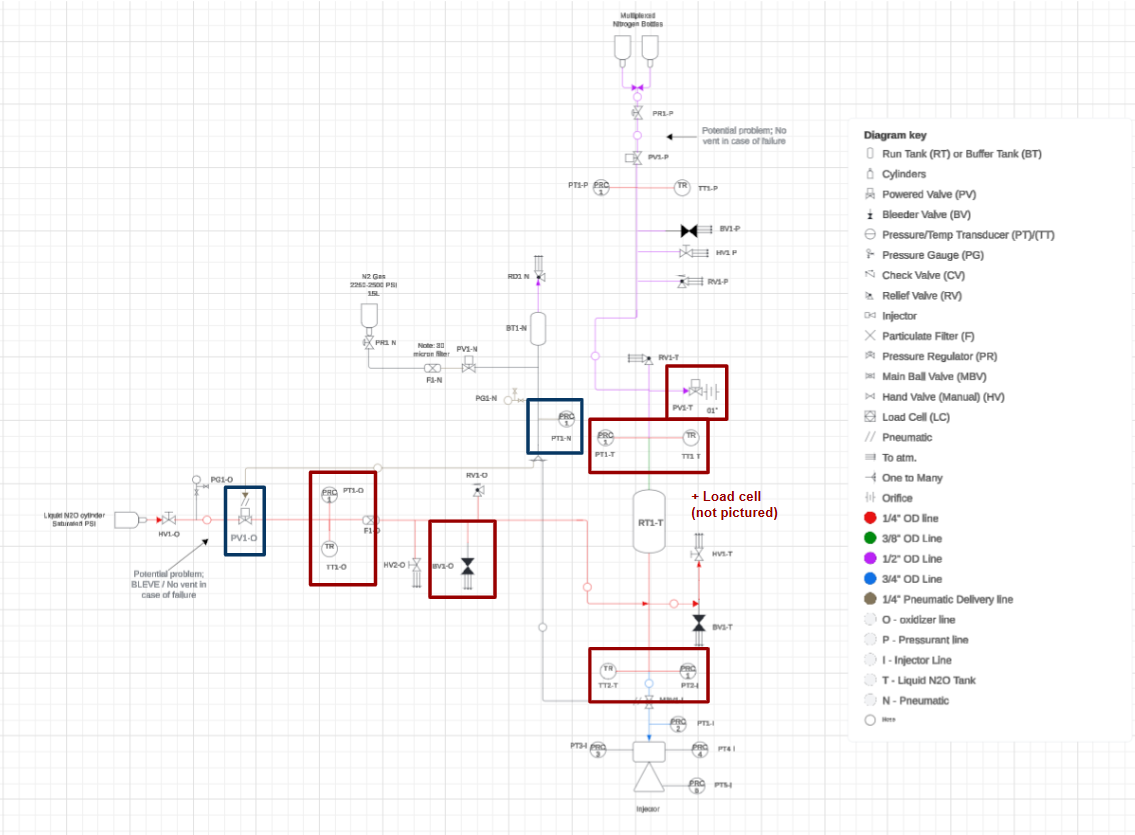 Multiplexed
Nitrogen Bottles
PR1-P
Potential problem; No
vent in case of failure
PV1-P
PT1-P
PRC
1
TR
TT1-P
BV1-P
HV1 P
RV1-P
RD1 N
N2 Gas
2250-2500 PSI
15L
BT1-N
PR1 N
Note: 30
micron filter
PV1-N
F1-N
RV1-T
PG1-N
PV1-T
01"
PRC
1
PT1-N
PRC
1
TR
PT1-T
TT1 T
RV1-O
PG1-O
PRC
1
PT1-O
+ Load cell
(not pictured)
Liquid N2O cylinder
Saturated PSI
HV1-O
PV1-O
F1-O
RT1-T
TR
TT1-O
HV2-O
BV1-O
HV1-T
Potential problem;
BLEVE / No vent in
case of failure
BV1-T
TR
PRC
1
TT2-T
PT3-I
MBV1-I
PRC
2
PT1-I
PT3-I
PRC
3
PRC
4
PT4 I
PRC
PT5-I
Injector
Diagram key
Run Tank (RT) or Buffer Tank (BT)
Cylinders
Powered Valve (PV)
Bleeder Valve (BV)
Pressure/Temp Transducer (PT)/(TT)
Pressure Gauge (PG)
Check Valve (CV)
Relief Valve (RV)
Injector
Particulate Filter (F)
Pressure Regulator (PR)
Main Ball Valve (MBV)
Hand Valve (Manual) (HV)
Load Cell (LC)
Pneumatic
To atm.
One to Many
Orifice
1/4" OD line
3/8" OD Line
1/2" OD Line
3/4" OD Line
1/4" Pneumatic Delivery line
O - oxidizer line
P - Pressurant line
I - Injector Line
T - Liquid N2O Tank
N - Pneumatic